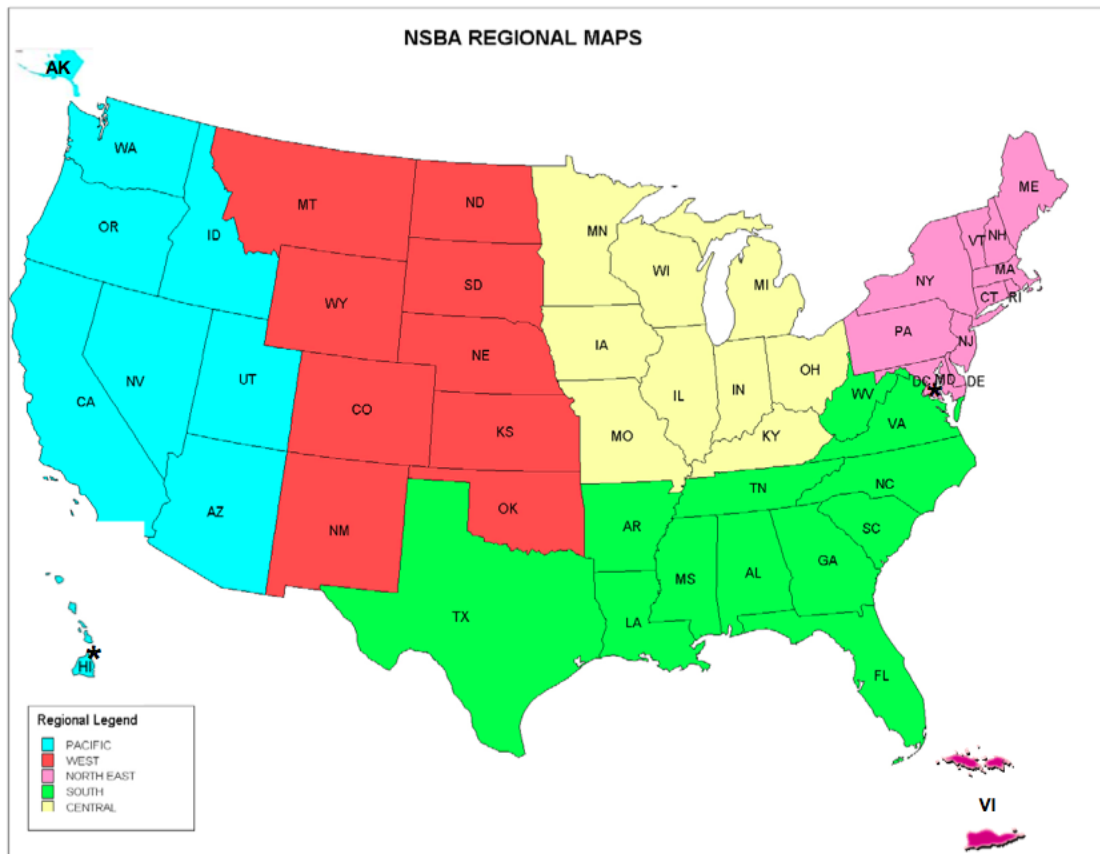 NSBA REGIONAL MAPS
AK
WA
OR
ID
MT
ND
MN
WI
MI
ME
VT
NH
NY
MA
CT
RI
WY
SD
IA
PA
NJ
NE
CA
NV
UT
CO
KS
MO
IL
IN
OH
KY
WV
DC
MD
DE
VA
AZ
NM
OK
AR
TN
NC
SC
TX
LA
MS
AL
GA
FL
*
*
HI
VI
Regional Legend
PACIFIC
WEST
NORTH EAST
SOUTH
CENTRAL